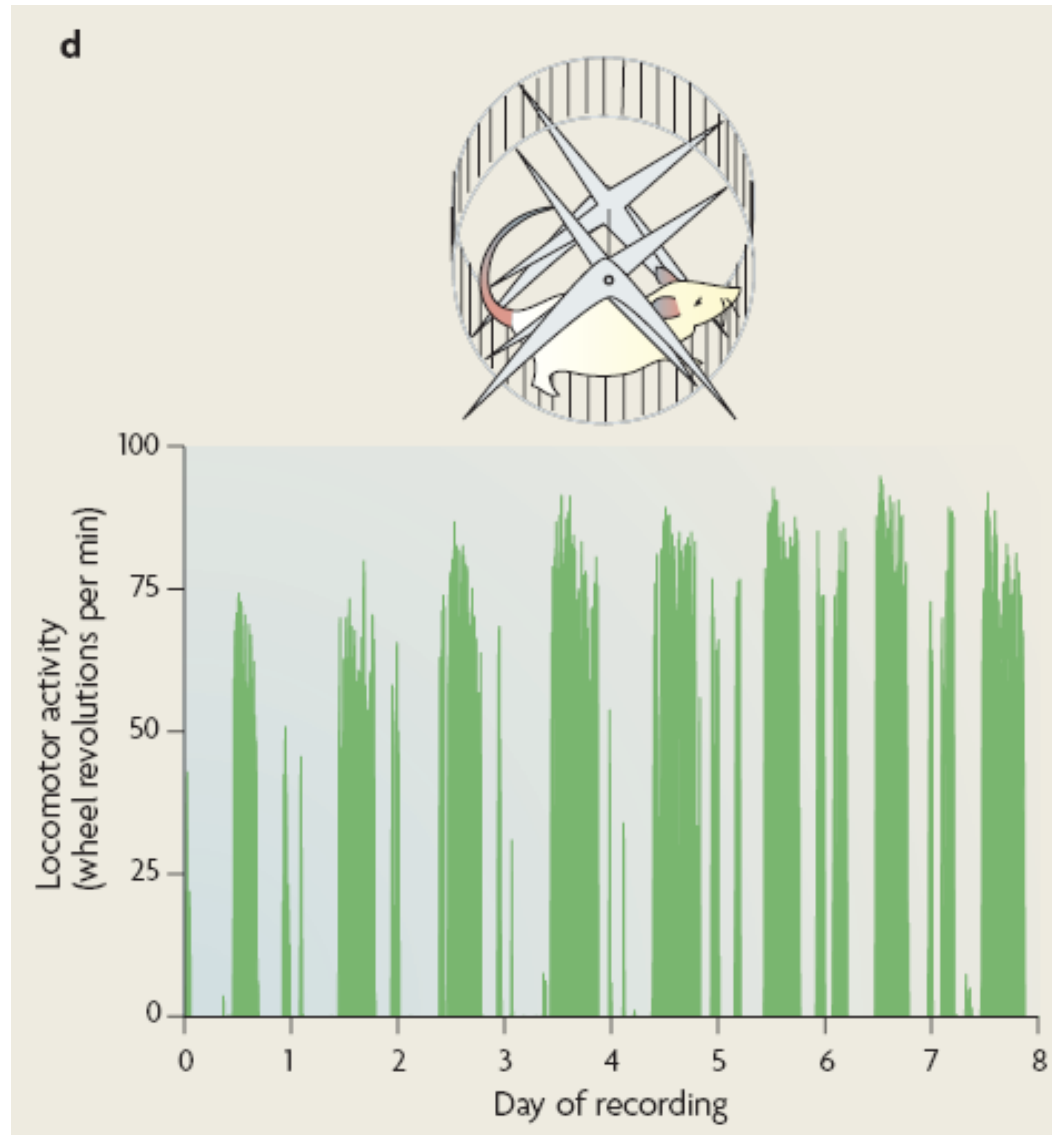 d
100
75
50
25
0
Locomotor activity
(wheel revolutions per min)
0 1 2 3 4 5 6 7 8
Day of recording